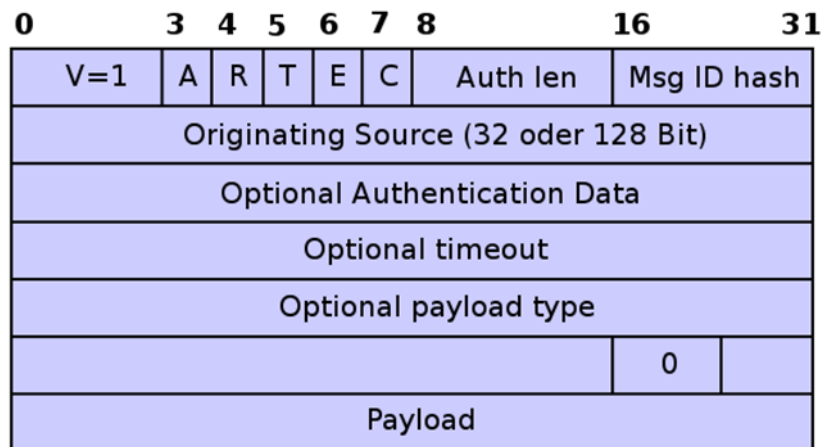 0 3 4 5 6 7 8 16 31
V=1 A R T E C Auth len Msg ID hash
Originating Source (32 oder 128 Bit)
Optional Authentication Data
Optional timeout
Optional payload type
0
Payload